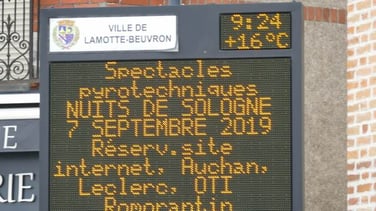 VILLE DE
LAMOTTE-BEUVRON
9:24
+16°C
Spectacles
pyrotechniques
NUITS DE SOLOGNE
7 SEPTEMBRE 2019
Réserv.site
internet, Auchan,
Leclerc, OTI
Romorantin
E
RIE